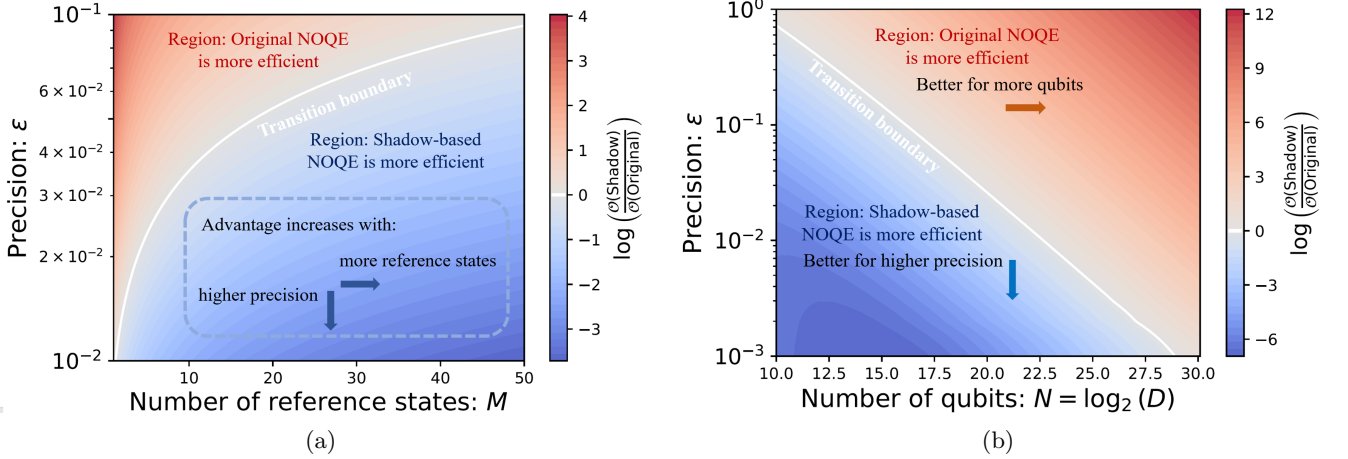 Region: Original NOQE
is more efficient
Transition boundary
Region: Shadow-based
NOQE is more efficient
Advantage increases with:
more reference states
higher precision
10⁻¹
6 × 10⁻²
4 × 10⁻²
3 × 10⁻²
2 × 10⁻²
10⁻²
Precision: ε
10 20 30 40 50
Number of reference states: M
4
3
2
1
0
−1
−2
−3
log (𝒪(Shadow)/𝒪(Original))
(a)
Region: Original NOQE
is more efficient
Better for more qubits
Transition boundary
Region: Shadow-based
NOQE is more efficient
Better for higher precision
10⁰
10⁻¹
10⁻²
10⁻³
Precision: ε
10.0 12.5 15.0 17.5 20.0 22.5 25.0 27.5 30.0
Number of qubits: N = log₂ (D)
12
9
6
3
0
−3
−6
log (𝒪(Shadow)/𝒪(Original))
(b)